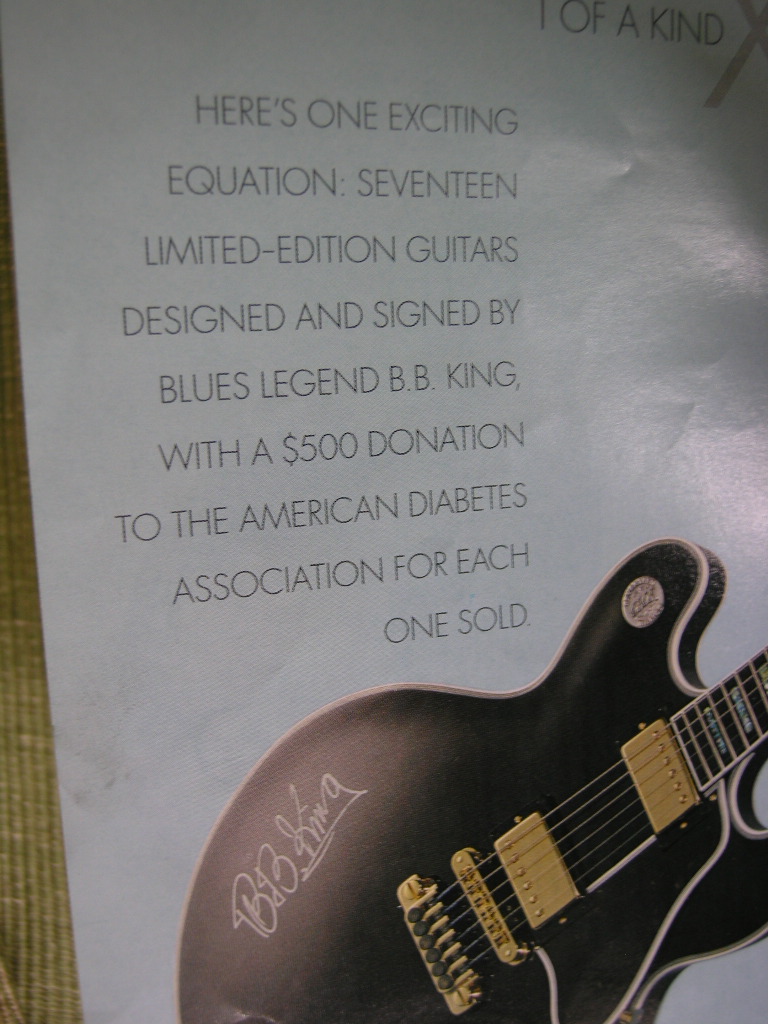 1 OF A KIND
HERE'S ONE EXCITING
EQUATION: SEVENTEEN
LIMITED-EDITION GUITARS
DESIGNED AND SIGNED BY
BLUES LEGEND B.B. KING,
WITH A $500 DONATION
TO THE AMERICAN DIABETES
ASSOCIATION FOR EACH
ONE SOLD.
BB King